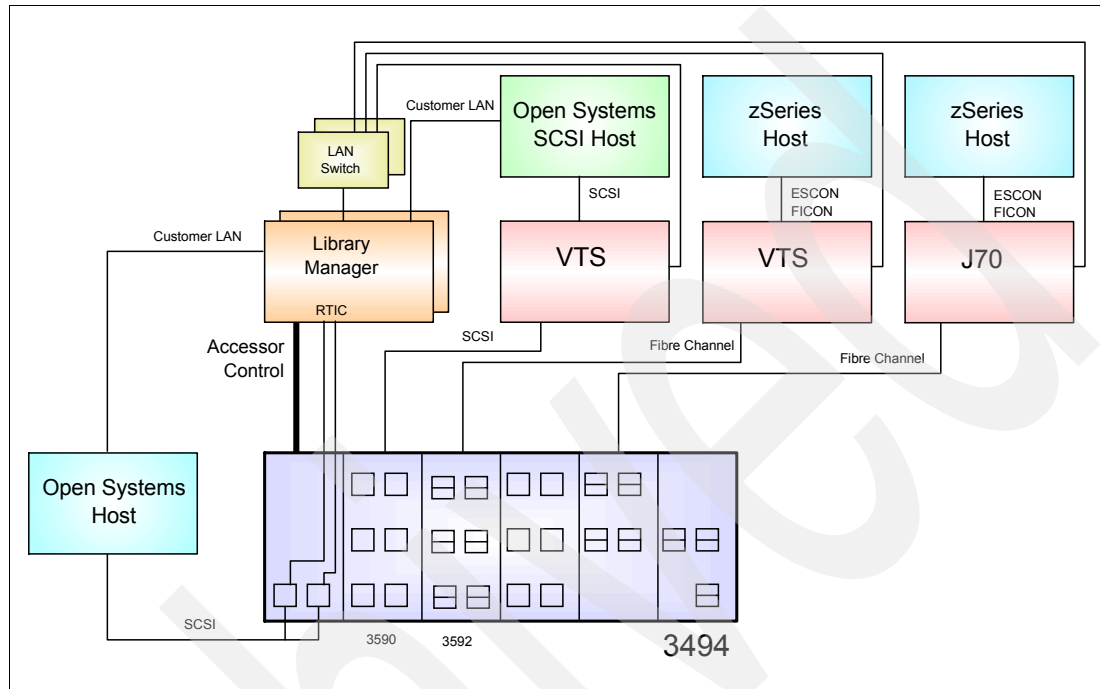 Customer LAN
Open Systems
SCSI Host
zSeries
Host
zSeries
Host
LAN
Switch
SCSI
ESCON
FICON
ESCON
FICON
Customer LAN
Library
Manager
RTIC
VTS
VTS
J70
Accessor
Control
SCSI
Fibre Channel
Fibre Channel
Open Systems
Host
SCSI
3590
3592
3494